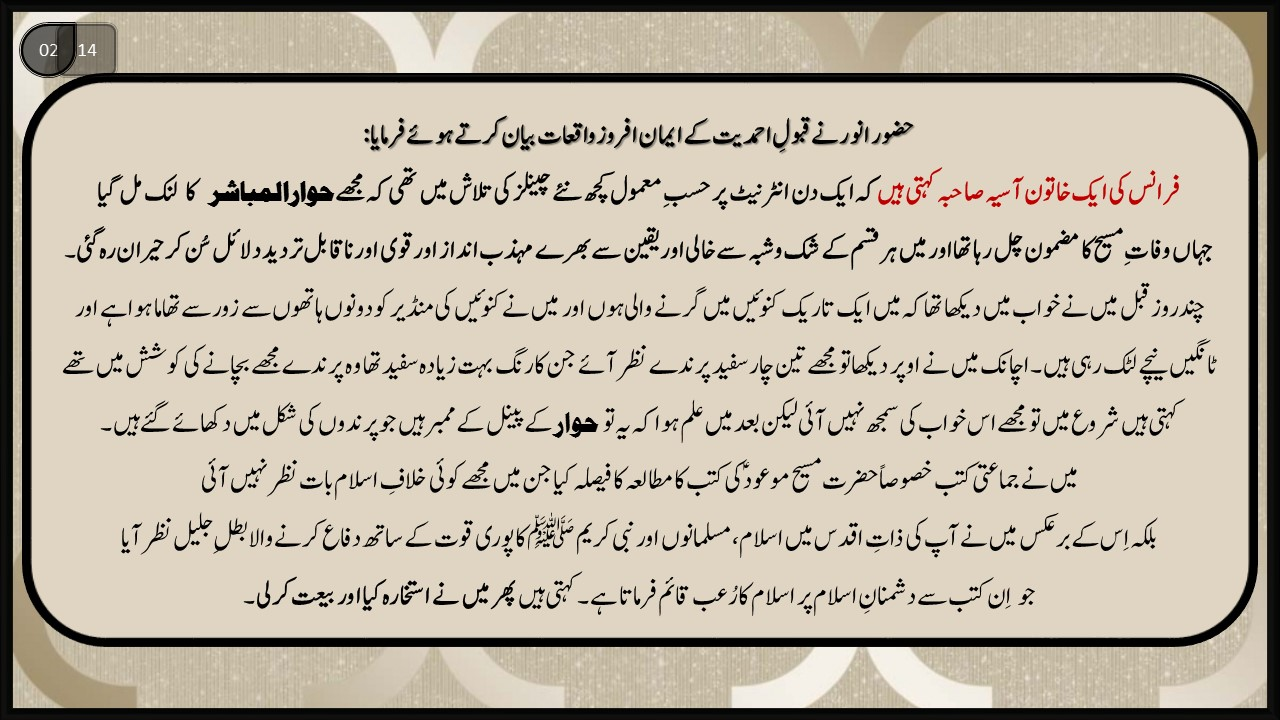 02 14
حضور انور نے قبولِ احمدیت کے ایمان افروز واقعات بیان کرتے ہوئے فرمایا:
فرانس کی ایک خاتون آسیہ صاحبہ کہتی ہیں کہ ایک دن انٹرنیٹ پر حسبِ معمول کچھ نئے چینلز کی تلاش میں تھی کہ مجھے حوارالمباشر کا لنک مل گیا
جہاں وفاتِ مسیحؑ کا مضمون چل رہا تھا اور میں ہر قسم کے شک و شبہ سے خالی اور یقین سے بھرے مہذب انداز اور قوی اور ناقابل تردید دلائل سُن کر حیران رہ گئی۔
چند روز قبل میں نے خواب میں دیکھا تھا کہ میں ایک تاریک کنوئیں میں گرنے والی ہوں اور میں نے کنوئیں کی منڈیر کو دونوں ہاتھوں سے زور سے تھاما ہوا ہے اور
ٹانگیں نیچے لٹک رہی ہیں۔ اچانک میں نے اوپر دیکھا تو مجھے تین چار سفید پرندے نظر آئے جن کا رنگ بہت زیادہ سفید تھا وہ پرندے مجھے بچانے کی کوشش میں تھے
کہتی ہیں شروع میں تو مجھے اس خواب کی سمجھ نہیں آئی لیکن بعد میں علم ہوا کہ یہ تو حوار کے پینل کے ممبر ہیں جو پرندوں کی شکل میں دکھائے گئے ہیں۔
میں نے جماعتی کتب خصوصاً حضرت مسیح موعودؑ کی کتب کا مطالعہ کا فیصلہ کیا جن میں مجھے کوئی خلافِ اسلام بات نظر نہیں آئی
بلکہ اِس کے برعکس میں نے آپ کی ذاتِ اقدس میں اسلام، مسلمانوں اور نبی کریم ﷺ کا پوری قوت کے ساتھ دفاع کرنے والا بطلِ جلیل نظر آیا
جو اِن کتب سے دشمنانِ اسلام پر اسلام کا رُعب قائم فرماتا ہے۔ کہتی ہیں پھر میں نے استخارہ کیا اور بیعت کر لی۔